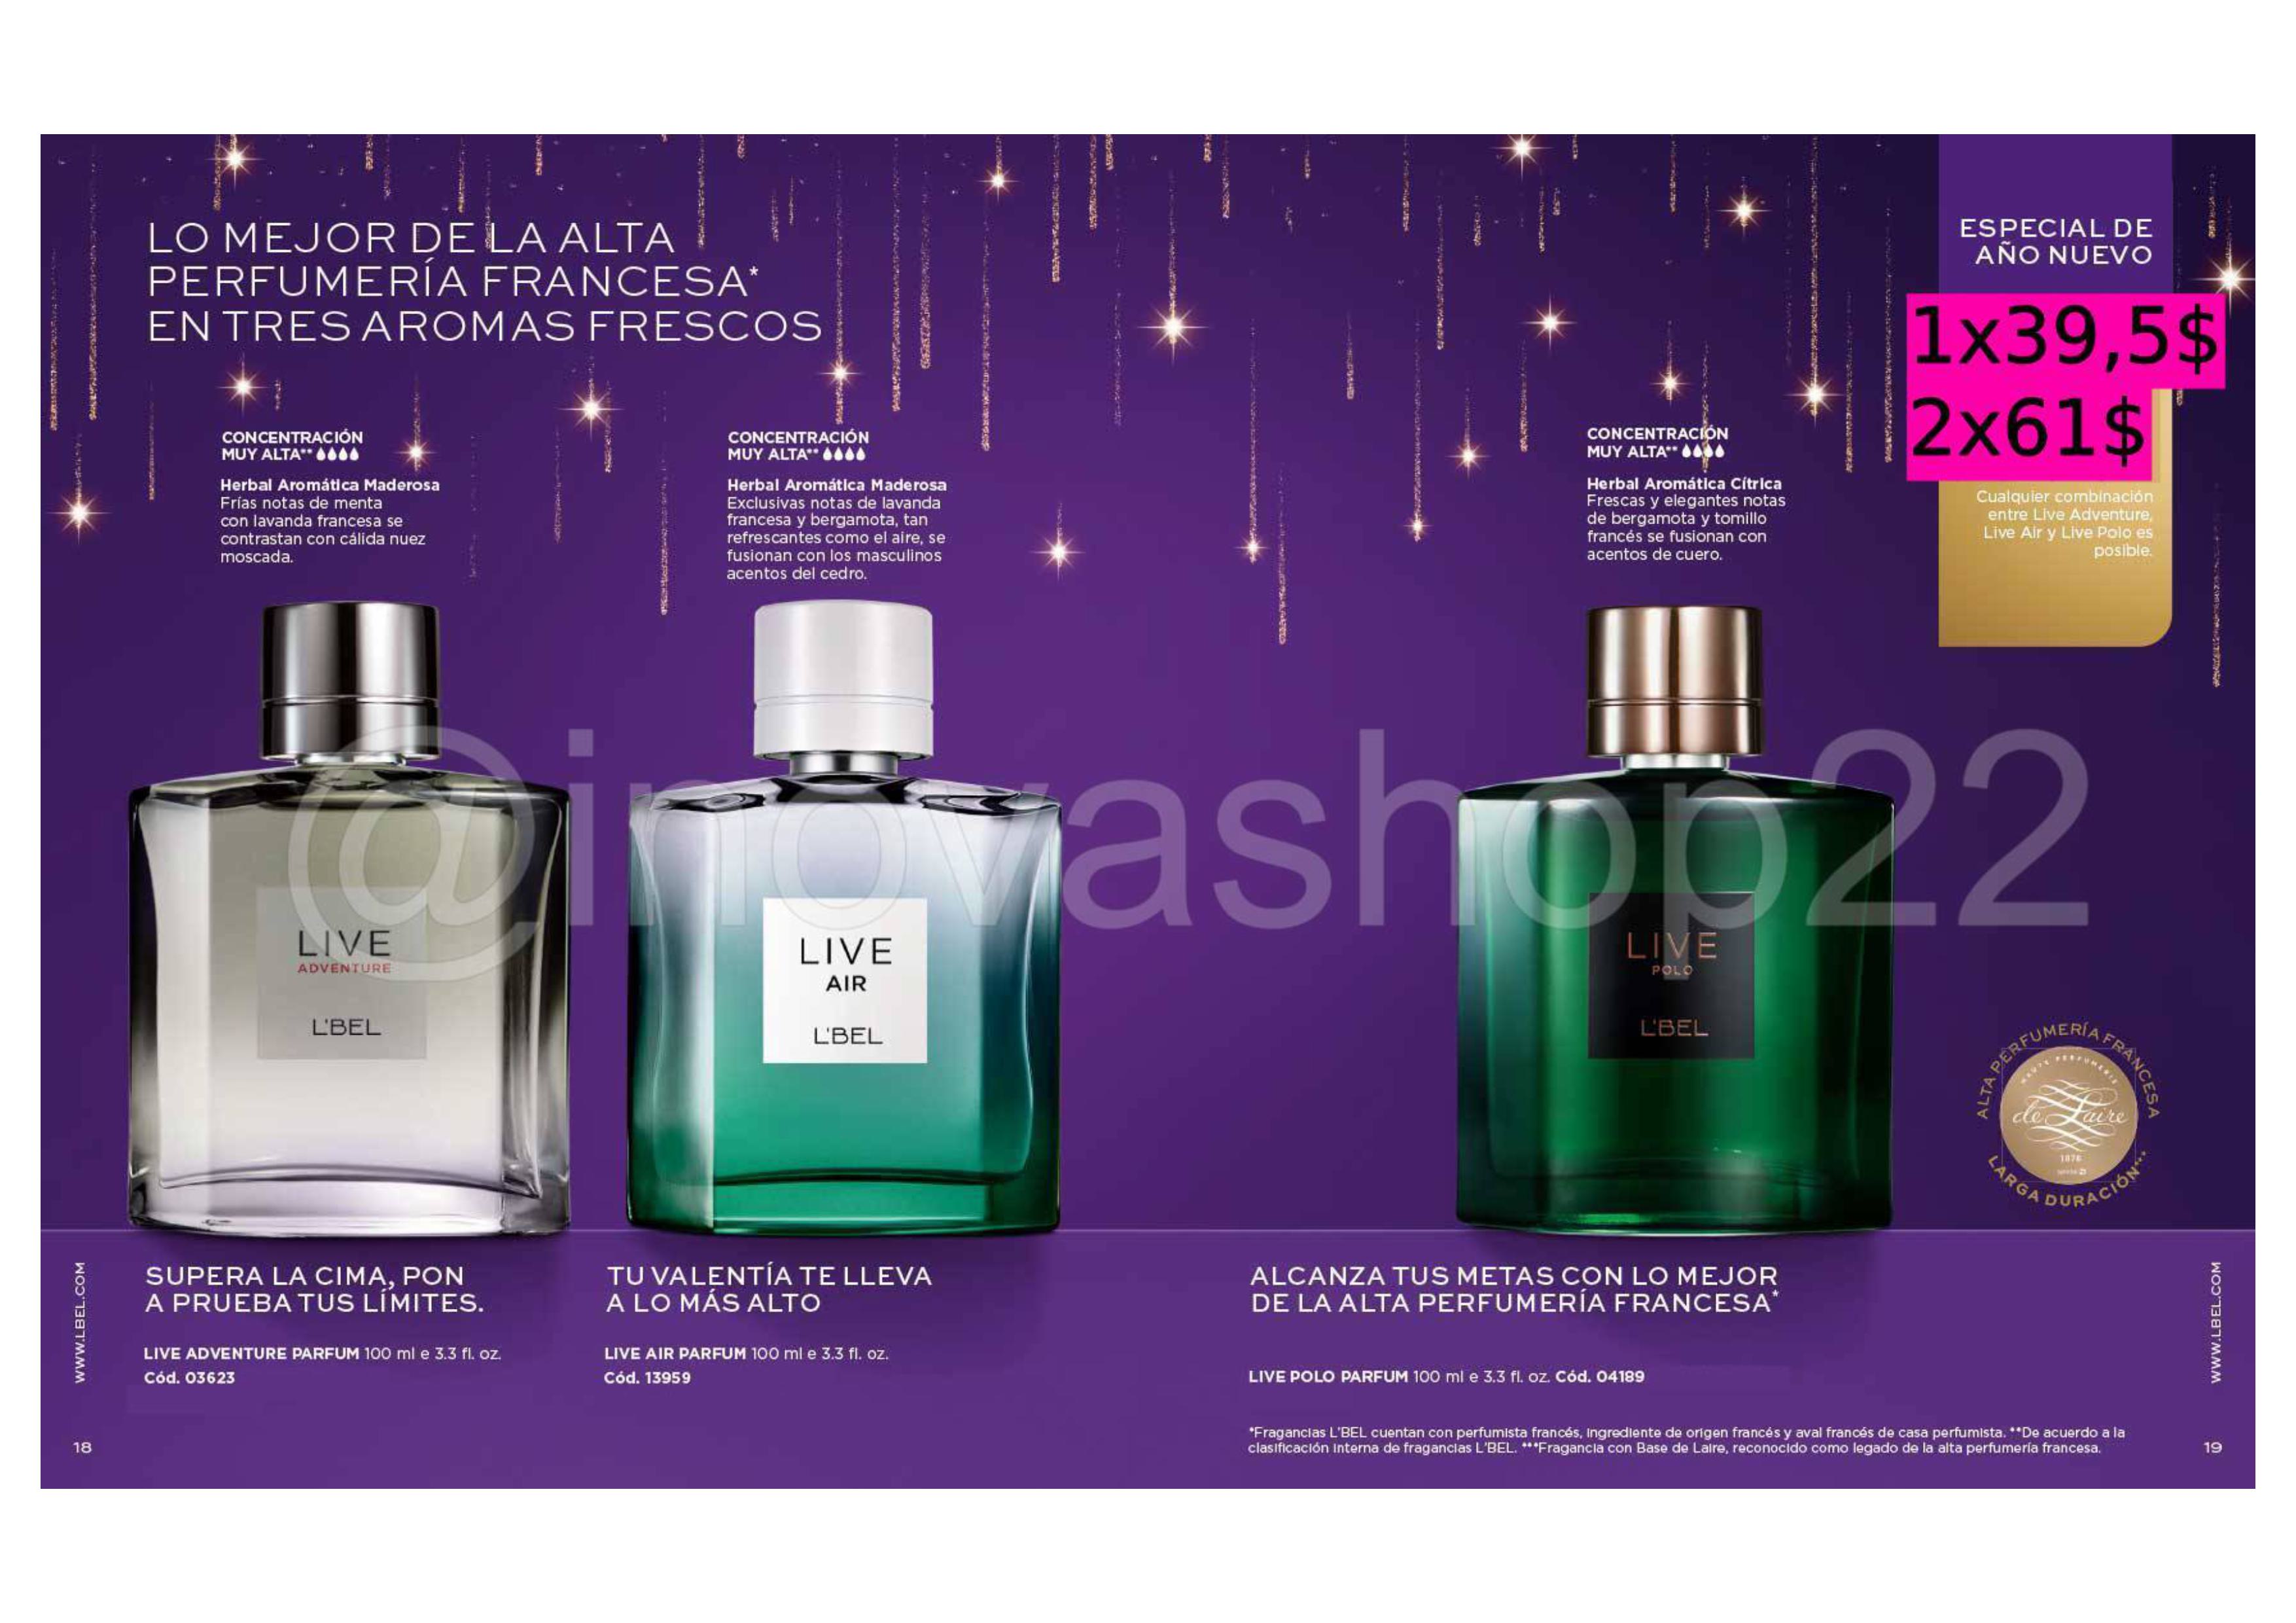 LO MEJOR DE LA ALTA
PERFUMERÍA FRANCESA*
EN TRES AROMAS FRESCOS
ESPECIAL DE
AÑO NUEVO
1x39,5$
2x61$
Cualquier combinación
entre Live Adventure,
Live Air y Live Polo es
posible.
CONCENTRACIÓN
MUY ALTA**
Herbal Aromática Maderosa
Frías notas de menta
con lavanda francesa se
contrastan con cálida nuez
moscada.
CONCENTRACIÓN
MUY ALTA**
Herbal Aromática Maderosa
Exclusivas notas de lavanda
francesa y bergamota, tan
refrescantes como el aire, se
fusionan con los masculinos
acentos del cedro.
CONCENTRACIÓN
MUY ALTA**
Herbal Aromática Cítrica
Frescas y elegantes notas
de bergamota y tomillo
francés se fusionan con
acentos de cuero.
@inovashop22
LIVE
ADVENTURE
L'BEL
LIVE
AIR
L'BEL
LIVE
POLO
L'BEL
ALTA PERFUMERÍA FRANCESA
HAUTE PERFUMERIE
de Laire
1876
LARGA DURACIÓN***
SUPERA LA CIMA, PON
A PRUEBA TUS LÍMITES.
LIVE ADVENTURE PARFUM 100 ml e 3.3 fl. oz.
Cód. 03623
TU VALENTÍA TE LLEVA
A LO MÁS ALTO
LIVE AIR PARFUM 100 ml e 3.3 fl. oz.
Cód. 13959
ALCANZA TUS METAS CON LO MEJOR
DE LA ALTA PERFUMERÍA FRANCESA*
LIVE POLO PARFUM 100 ml e 3.3 fl. oz. Cód. 04189
*Fragancias L'BEL cuentan con perfumista francés, ingrediente de origen francés y aval francés de casa perfumista. **De acuerdo a la
clasificación interna de fragancias L'BEL. ***Fragancia con Base de Laire, reconocido como legado de la alta perfumería francesa.
WWW.LBEL.COM
WWW.LBEL.COM
18
19